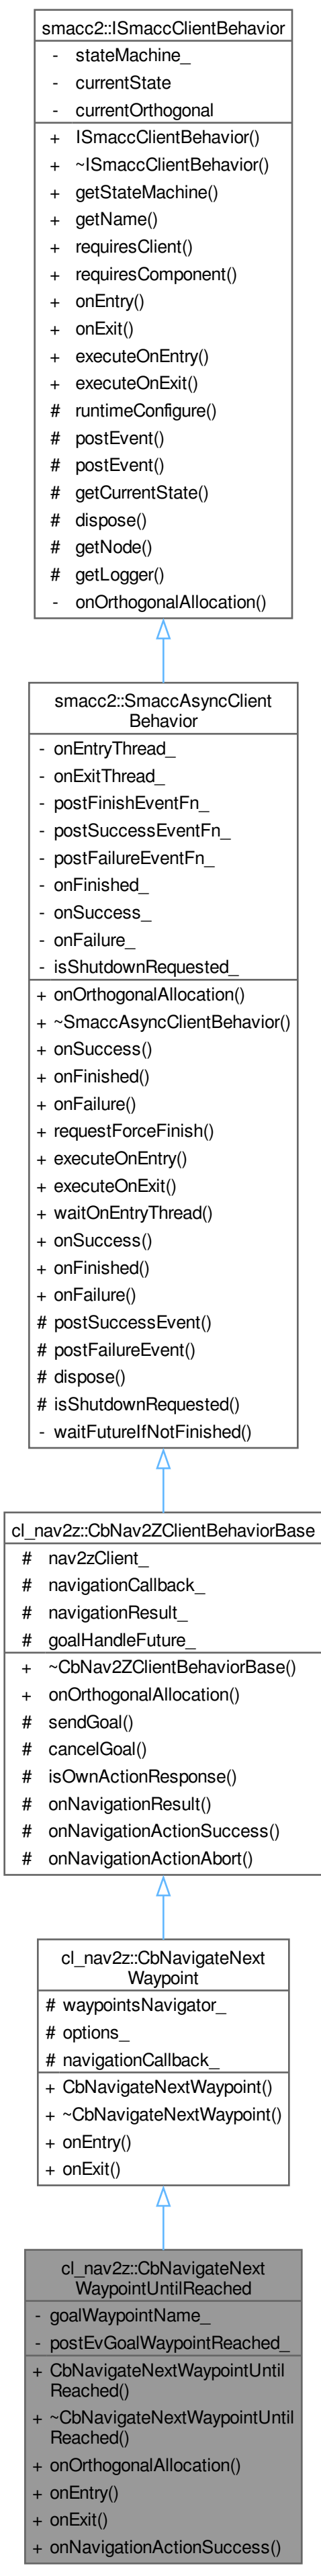 smacc2::ISmaccClientBehavior
- stateMachine_
- currentState
- currentOrthogonal
+ ISmaccClientBehavior()
+ ~ISmaccClientBehavior()
+ getStateMachine()
+ getName()
+ requiresClient()
+ requiresComponent()
+ onEntry()
+ onExit()
+ executeOnEntry()
+ executeOnExit()
# runtimeConfigure()
# postEvent()
# postEvent()
# getCurrentState()
# dispose()
# getNode()
# getLogger()
- onOrthogonalAllocation()
smacc2::SmaccAsyncClient
Behavior
- onEntryThread_
- onExitThread_
- postFinishEventFn_
- postSuccessEventFn_
- postFailureEventFn_
- onFinished_
- onSuccess_
- onFailure_
- isShutdownRequested_
+ onOrthogonalAllocation()
+ ~SmaccAsyncClientBehavior()
+ onSuccess()
+ onFinished()
+ onFailure()
+ requestForceFinish()
+ executeOnEntry()
+ executeOnExit()
+ waitOnEntryThread()
+ onSuccess()
+ onFinished()
+ onFailure()
# postSuccessEvent()
# postFailureEvent()
# dispose()
# isShutdownRequested()
- waitFutureIfNotFinished()
cl_nav2z::CbNav2ZClientBehaviorBase
# nav2zClient_
# navigationCallback_
# navigationResult_
# goalHandleFuture_
+ ~CbNav2ZClientBehaviorBase()
+ onOrthogonalAllocation()
# sendGoal()
# cancelGoal()
# isOwnActionResponse()
# onNavigationResult()
# onNavigationActionSuccess()
# onNavigationActionAbort()
cl_nav2z::CbNavigateNext
Waypoint
# waypointsNavigator_
# options_
# navigationCallback_
+ CbNavigateNextWaypoint()
+ ~CbNavigateNextWaypoint()
+ onEntry()
+ onExit()
cl_nav2z::CbNavigateNext
WaypointUntilReached
- goalWaypointName_
- postEvGoalWaypointReached_
+ CbNavigateNextWaypointUntil
Reached()
+ ~CbNavigateNextWaypointUntil
Reached()
+ onOrthogonalAllocation()
+ onEntry()
+ onExit()
+ onNavigationActionSuccess()